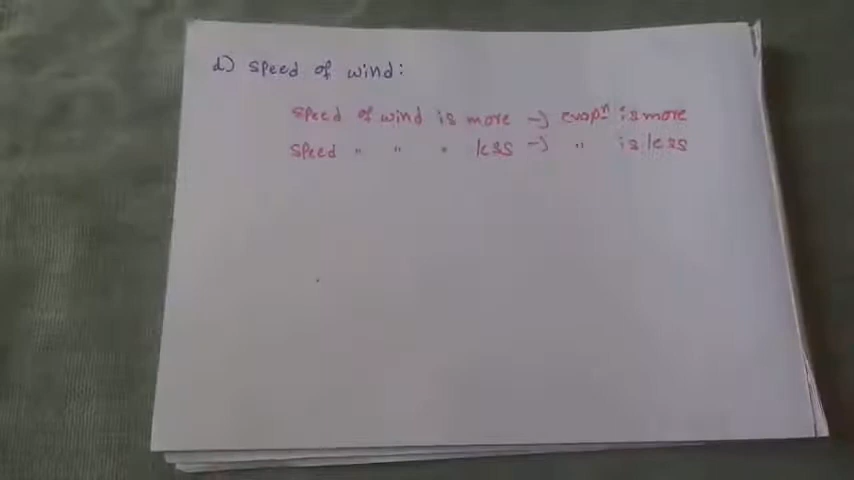 d) Speed of wind:
Speed of wind is more → evapn is more
Speed " " " less → " is less